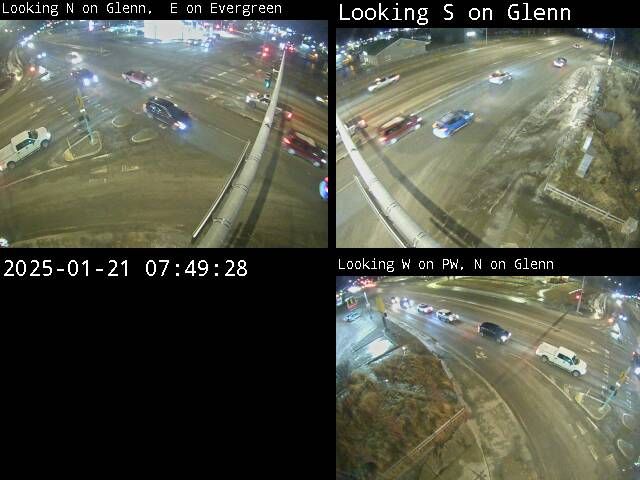 Looking N on Glenn, E on Evergreen
Looking S on Glenn
2025-01-21 07:49:28
Looking W on PW, N on Glenn